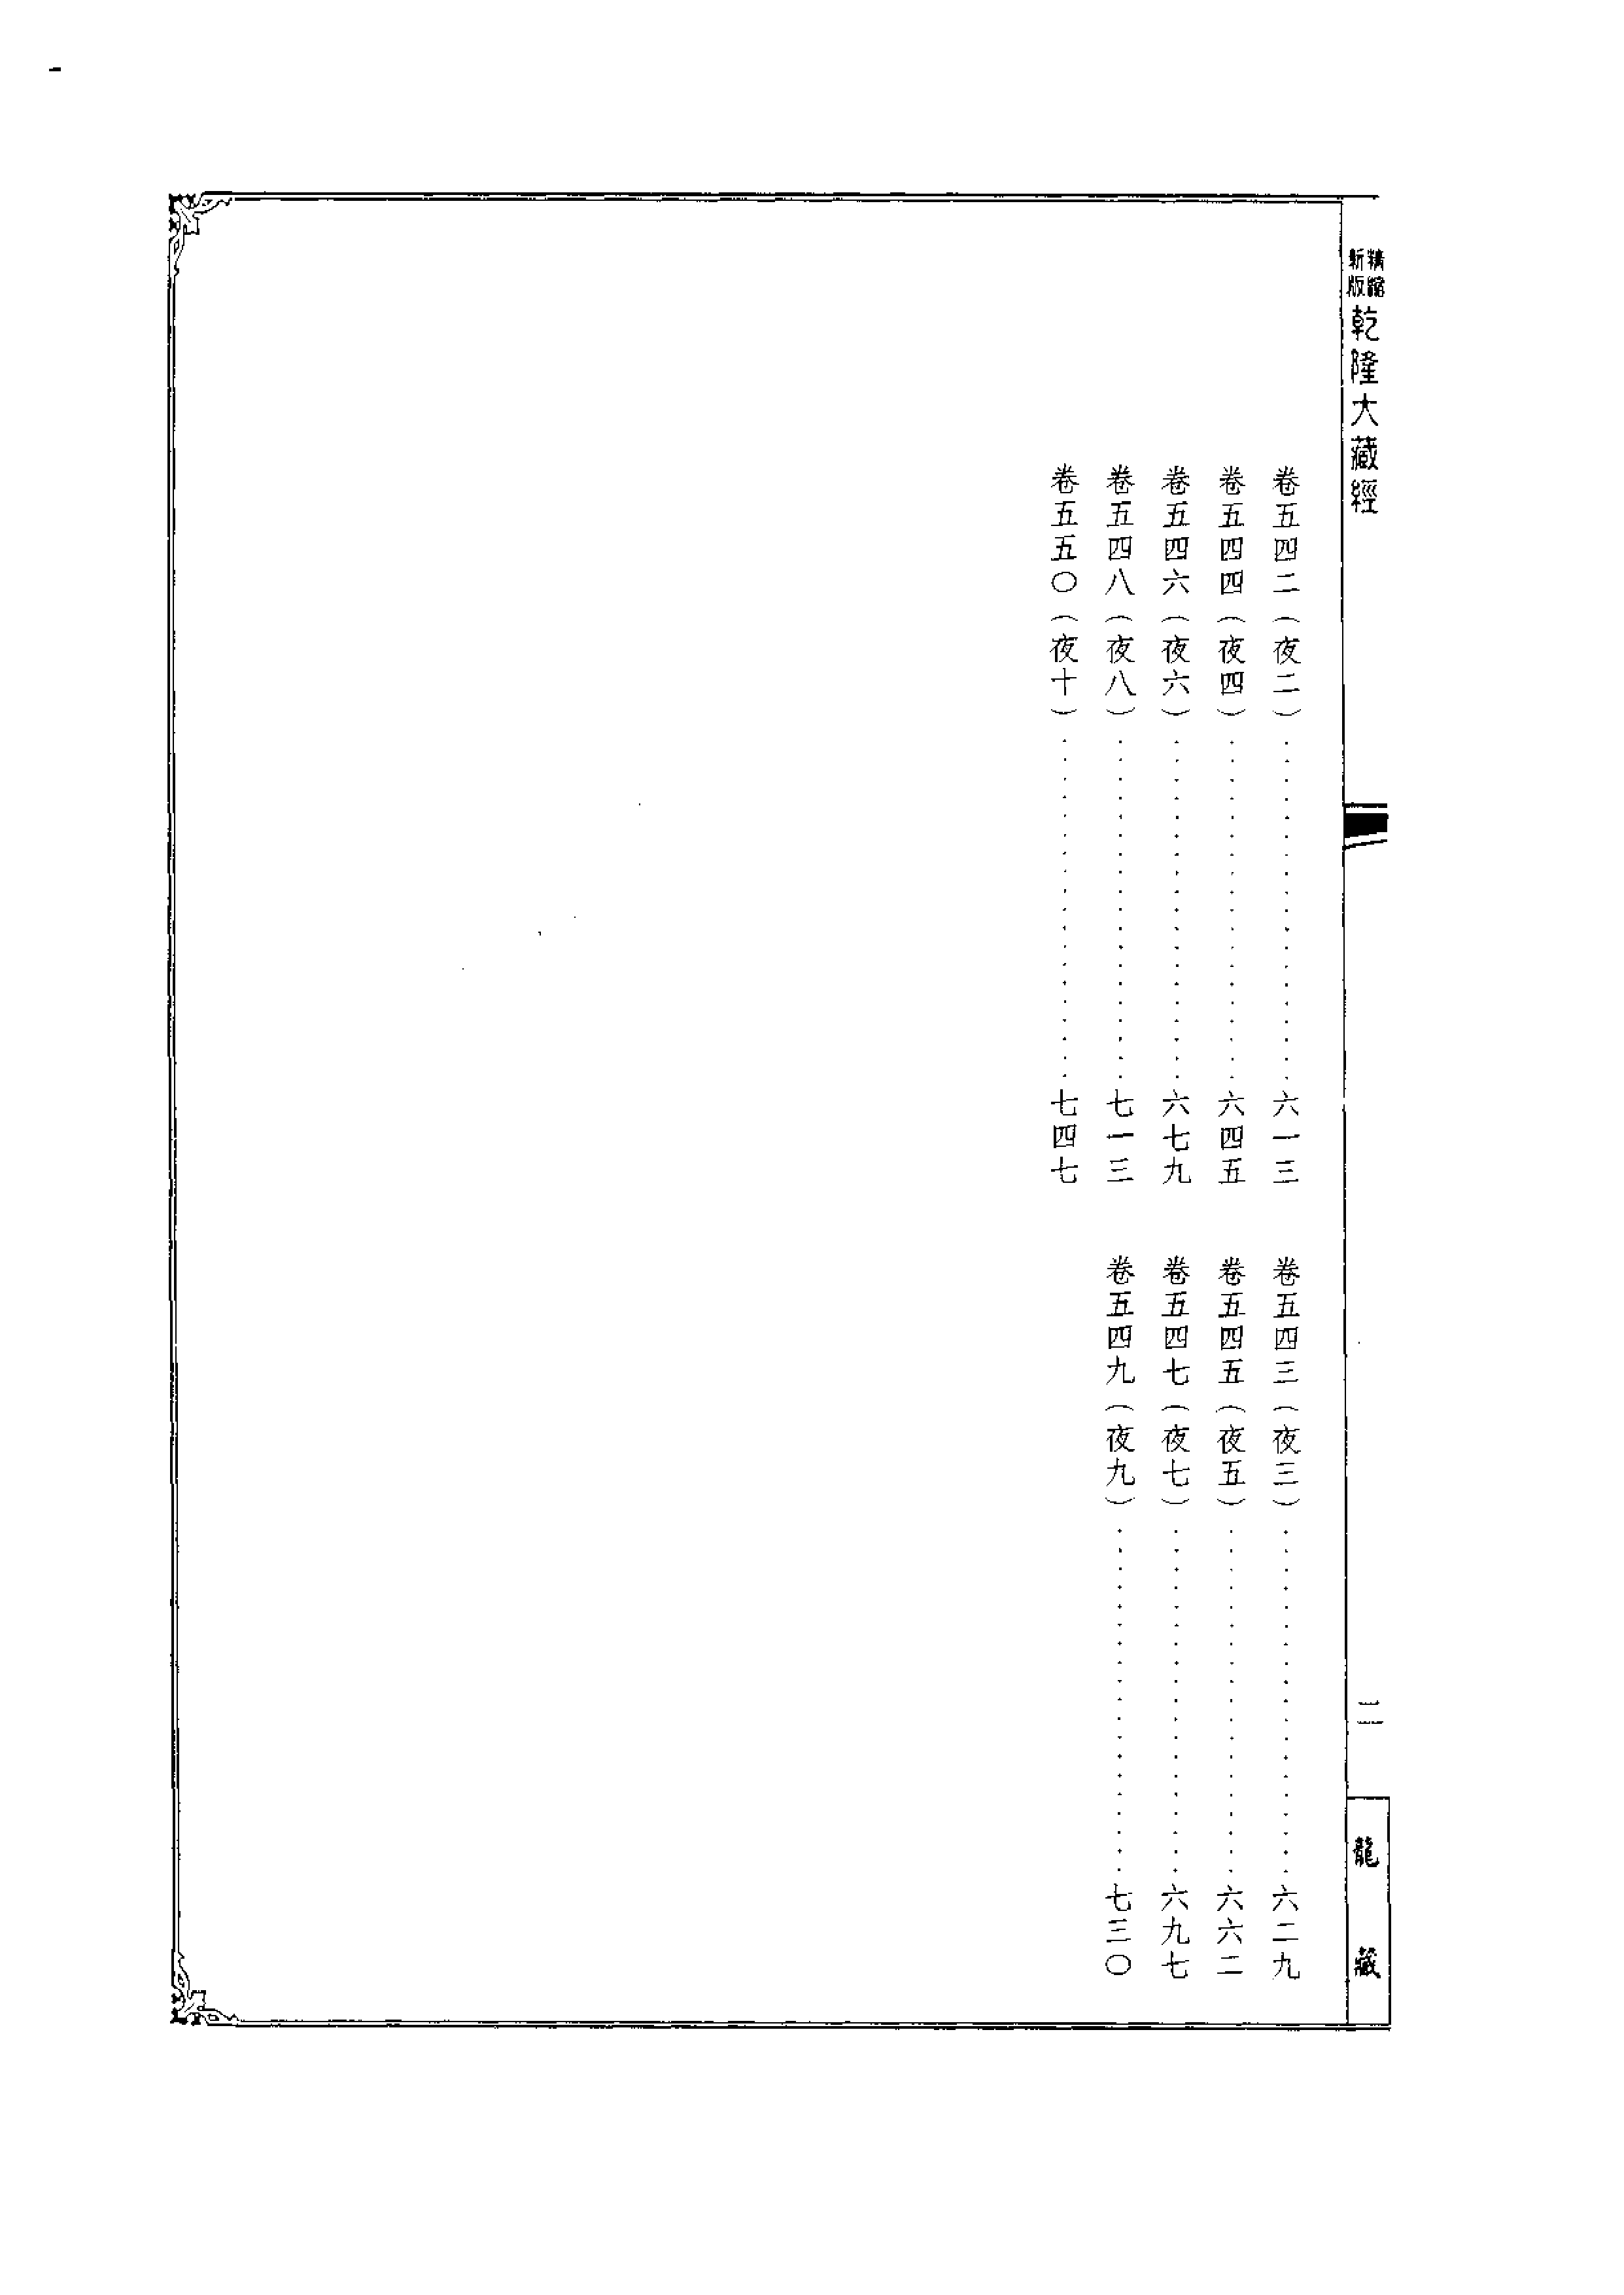 精縮新版乾隆大藏經
二
龍藏
卷五四二（夜二）⋯⋯⋯⋯⋯⋯六一三
卷五四三（夜三）⋯⋯⋯⋯⋯⋯六二九
卷五四四（夜四）⋯⋯⋯⋯⋯⋯六四五
卷五四五（夜五）⋯⋯⋯⋯⋯⋯六六二
卷五四六（夜六）⋯⋯⋯⋯⋯⋯六七九
卷五四七（夜七）⋯⋯⋯⋯⋯⋯六九七
卷五四八（夜八）⋯⋯⋯⋯⋯⋯七一三
卷五四九（夜九）⋯⋯⋯⋯⋯⋯七三〇
卷五五〇（夜十）⋯⋯⋯⋯⋯⋯七四七